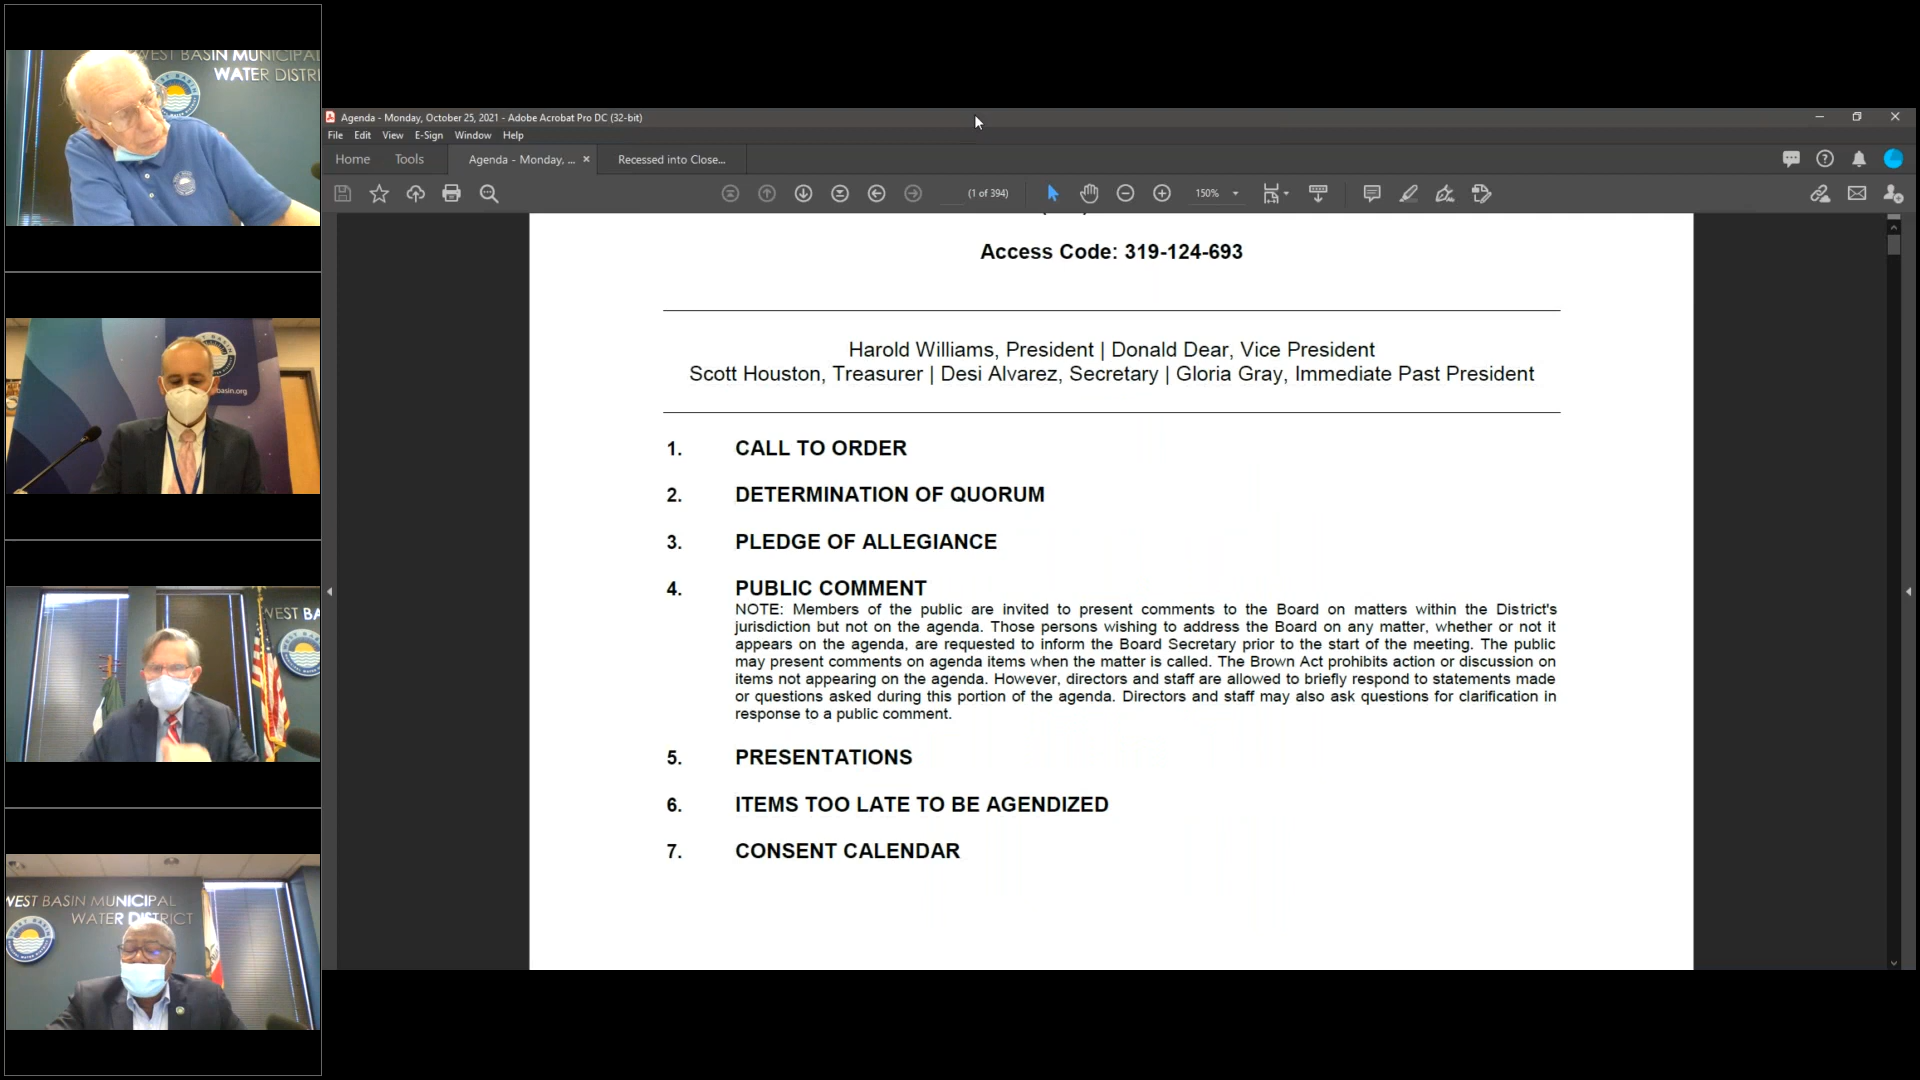 WEST BASIN MUNICIPAL
WATER DISTRI
basin.org
WEST BA
WEST BASIN MUNICIPAL
WATER DISTRICT
Agenda - Monday, October 25, 2021 - Adobe Acrobat Pro DC (32-bit)
File Edit View E-Sign Window Help
Home Tools Agenda - Monday, ... Recessed into Close...
(1 of 394) 150%
Access Code: 319-124-693
Harold Williams, President | Donald Dear, Vice President
Scott Houston, Treasurer | Desi Alvarez, Secretary | Gloria Gray, Immediate Past President
1. CALL TO ORDER
2. DETERMINATION OF QUORUM
3. PLEDGE OF ALLEGIANCE
4. PUBLIC COMMENT
NOTE: Members of the public are invited to present comments to the Board on matters within the District's
jurisdiction but not on the agenda. Those persons wishing to address the Board on any matter, whether or not it
appears on the agenda, are requested to inform the Board Secretary prior to the start of the meeting. The public
may present comments on agenda items when the matter is called. The Brown Act prohibits action or discussion on
items not appearing on the agenda. However, directors and staff are allowed to briefly respond to statements made
or questions asked during this portion of the agenda. Directors and staff may also ask questions for clarification in
response to a public comment.
5. PRESENTATIONS
6. ITEMS TOO LATE TO BE AGENDIZED
7. CONSENT CALENDAR